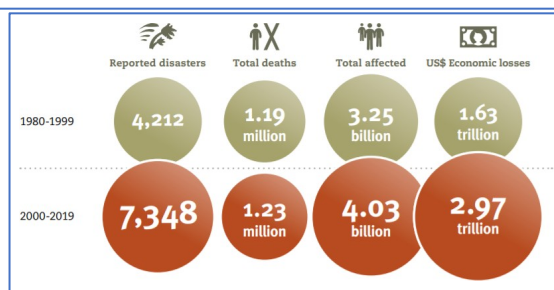 Reported disasters Total deaths Total affected US$ Economic losses
1980-1999 4,212 1.19 million 3.25 billion 1.63 trillion
2000-2019 7,348 1.23 million 4.03 billion 2.97 trillion